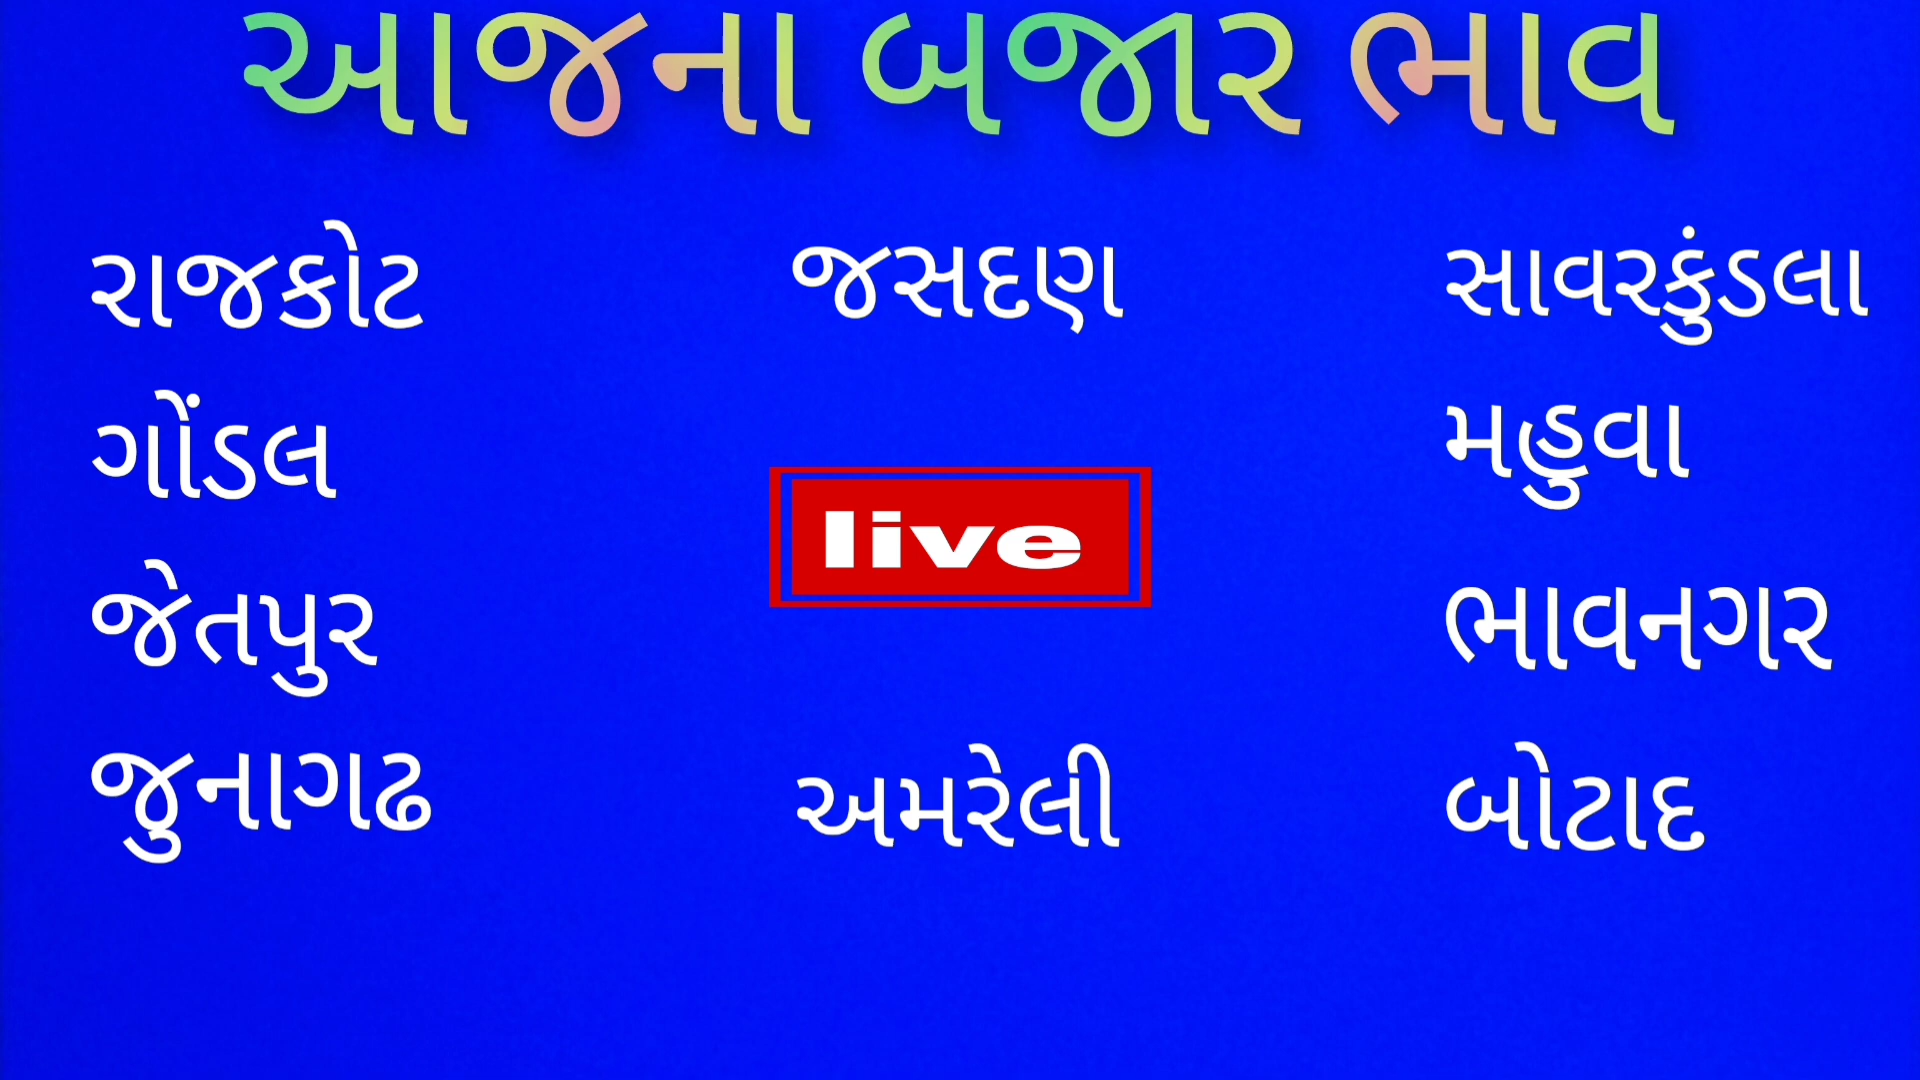 આજના બજાર ભાવ
રાજકોટ
ગોંડલ
જેતપુર
જુનાગઢ
જસદણ
live
અમરેલી
સાવરકુંડલા
મહુવા
ભાવનગર
બોટાદ